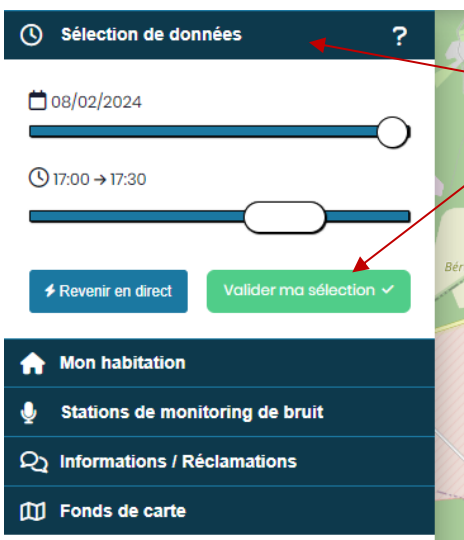 Sélection de données ?
08/02/2024
17:00 → 17:30
Revenir en direct
Valider ma sélection
Mon habitation
Stations de monitoring de bruit
Informations / Réclamations
Fonds de carte
Bér